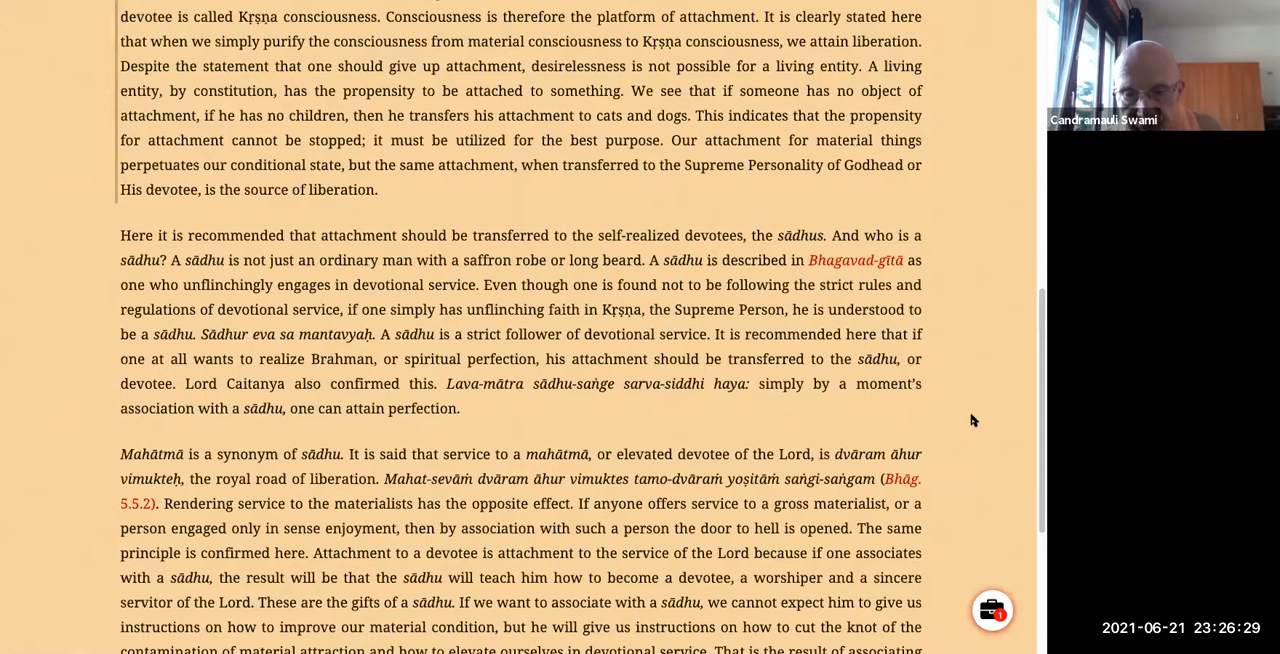 devotee is called Kṛṣṇa consciousness. Consciousness is therefore the platform of attachment. It is clearly stated here
that when we simply purify the consciousness from material consciousness to Kṛṣṇa consciousness, we attain liberation.
Despite the statement that one should give up attachment, desirelessness is not possible for a living entity. A living
entity, by constitution, has the propensity to be attached to something. We see that if someone has no object of
attachment, if he has no children, then he transfers his attachment to cats and dogs. This indicates that the propensity
for attachment cannot be stopped; it must be utilized for the best purpose. Our attachment for material things
perpetuates our conditional state, but the same attachment, when transferred to the Supreme Personality of Godhead or
His devotee, is the source of liberation.
Here it is recommended that attachment should be transferred to the self-realized devotees, the sādhus. And who is a
sādhu? A sādhu is not just an ordinary man with a saffron robe or long beard. A sādhu is described in Bhagavad-gītā as
one who unflinchingly engages in devotional service. Even though one is found not to be following the strict rules and
regulations of devotional service, if one simply has unflinching faith in Kṛṣṇa, the Supreme Person, he is understood to
be a sādhu. Sādhur eva sa mantavyaḥ. A sādhu is a strict follower of devotional service. It is recommended here that if
one at all wants to realize Brahman, or spiritual perfection, his attachment should be transferred to the sādhu, or
devotee. Lord Caitanya also confirmed this. Lava-mātra sādhu-saṅge sarva-siddhi haya: simply by a moment's
association with a sādhu, one can attain perfection.
Mahātmā is a synonym of sādhu. It is said that service to a mahātmā, or elevated devotee of the Lord, is dvāram āhur
vimukteḥ, the royal road of liberation. Mahat-sevāṁ dvāram āhur vimuktes tamo-dvāraṁ yoṣitāṁ saṅgi-saṅgam (Bhāg.
5.5.2). Rendering service to the materialists has the opposite effect. If anyone offers service to a gross materialist, or a
person engaged only in sense enjoyment, then by association with such a person the door to hell is opened. The same
principle is confirmed here. Attachment to a devotee is attachment to the service of the Lord because if one associates
with a sādhu, the result will be that the sādhu will teach him how to become a devotee, a worshiper and a sincere
servitor of the Lord. These are the gifts of a sādhu. If we want to associate with a sādhu, we cannot expect him to give us
instructions on how to improve our material condition, but he will give us instructions on how to cut the knot of the
contamination of material attraction and how to elevate ourselves in devotional service. That is the result of associating
Candramauli Swami
1
2021-06-21 23:26:29